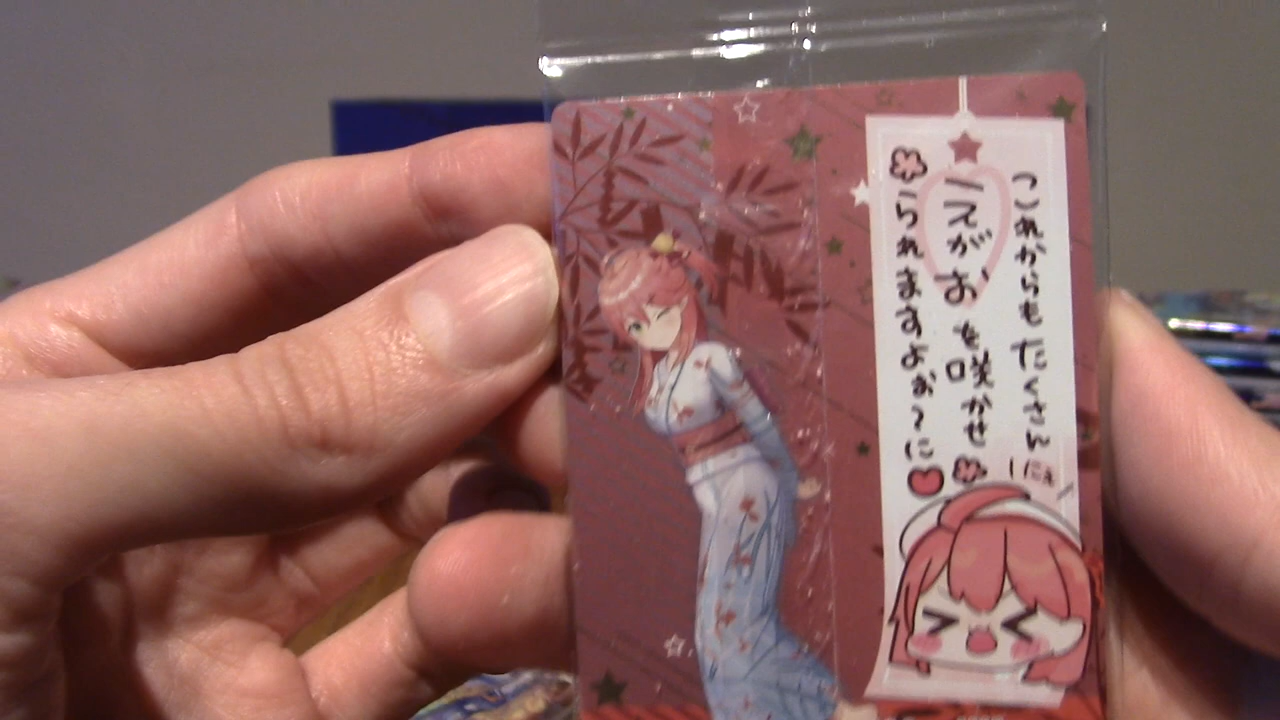 これからもたくさん
えがおを咲かせ
られますよぉ~に
にぇ